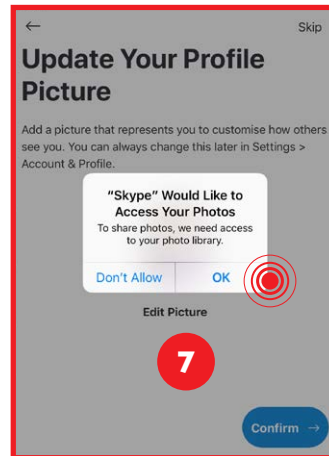 ← Skip
Update Your Profile
Picture
Add a picture that represents you to customise how others
see you. You can always change this later in Settings >
Account & Profile.
“Skype” Would Like to
Access Your Photos
To share photos, we need access
to your photo library.
Don't Allow OK
Edit Picture
7
Confirm →